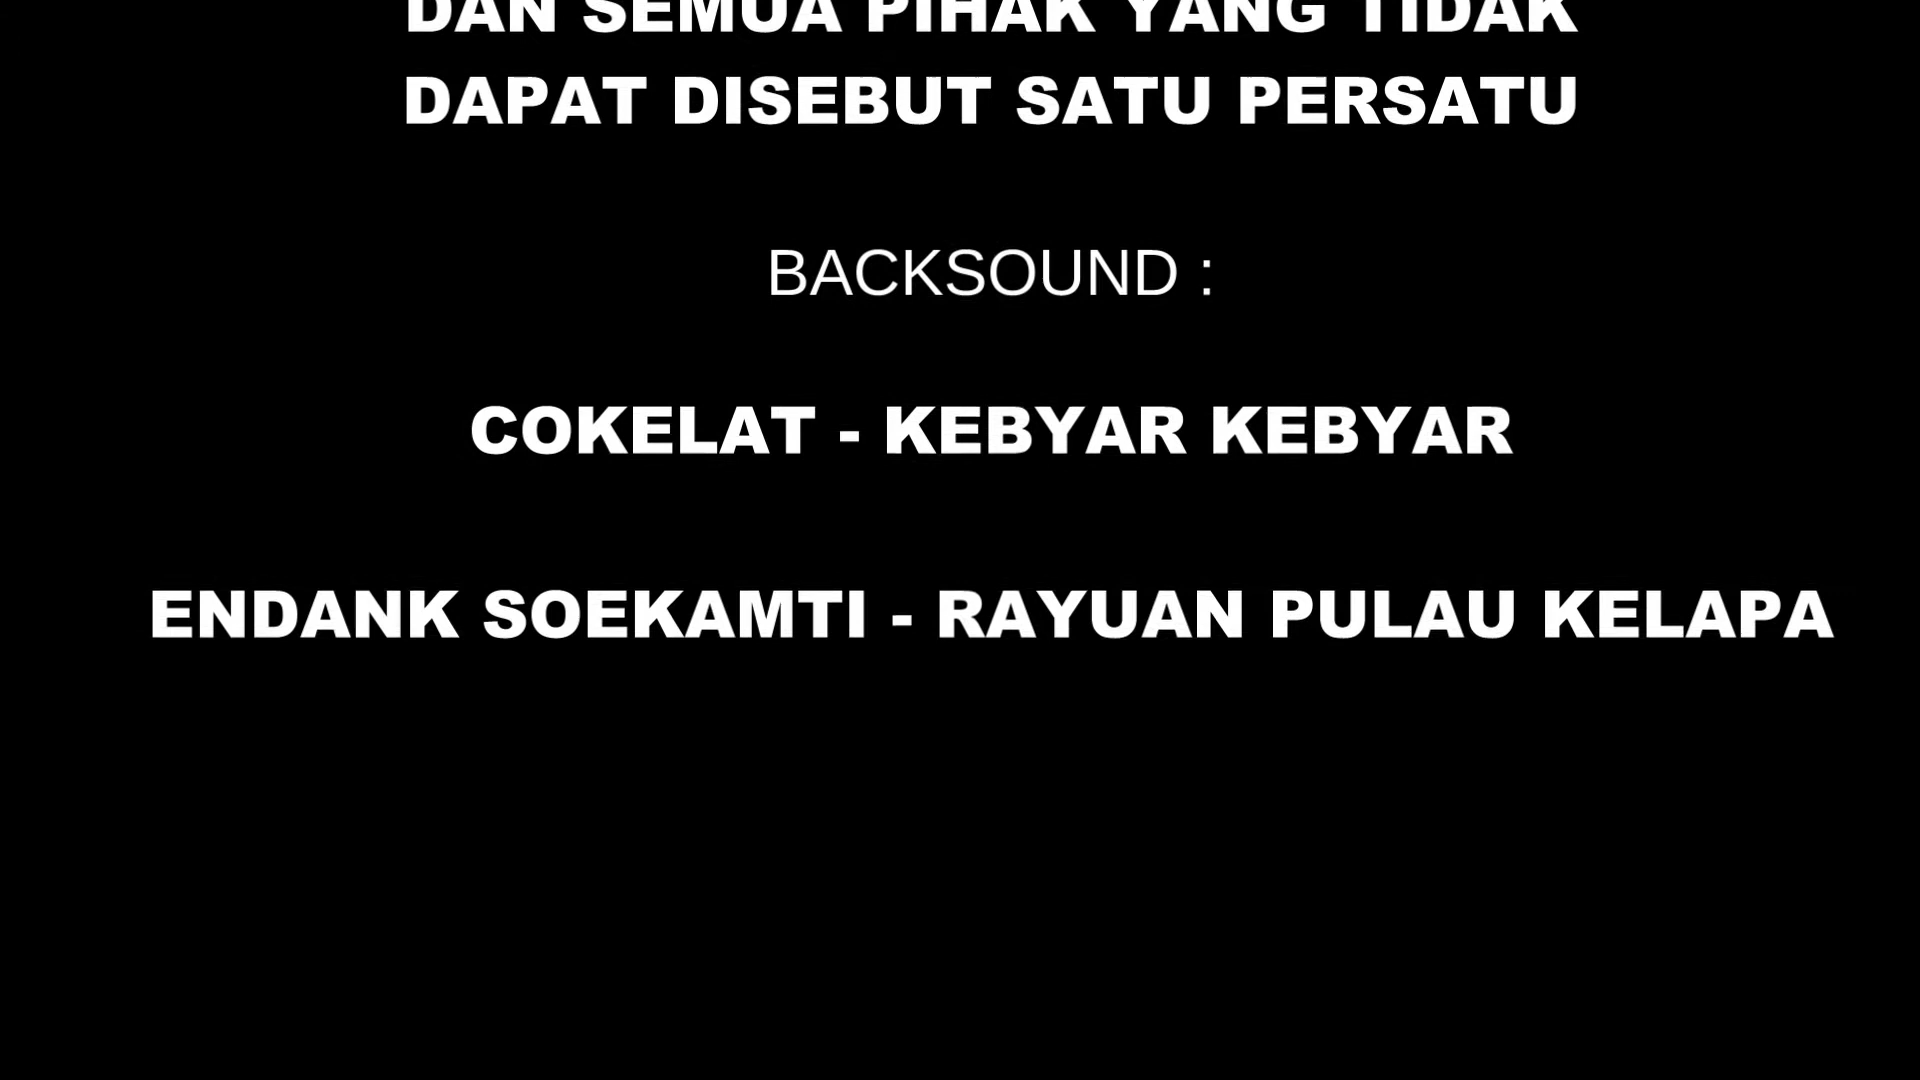 DAN SEMUA PIHAK YANG TIDAK
DAPAT DISEBUT SATU PERSATU
BACKSOUND :
COKELAT - KEBYAR KEBYAR
ENDANK SOEKAMTI - RAYUAN PULAU KELAPA